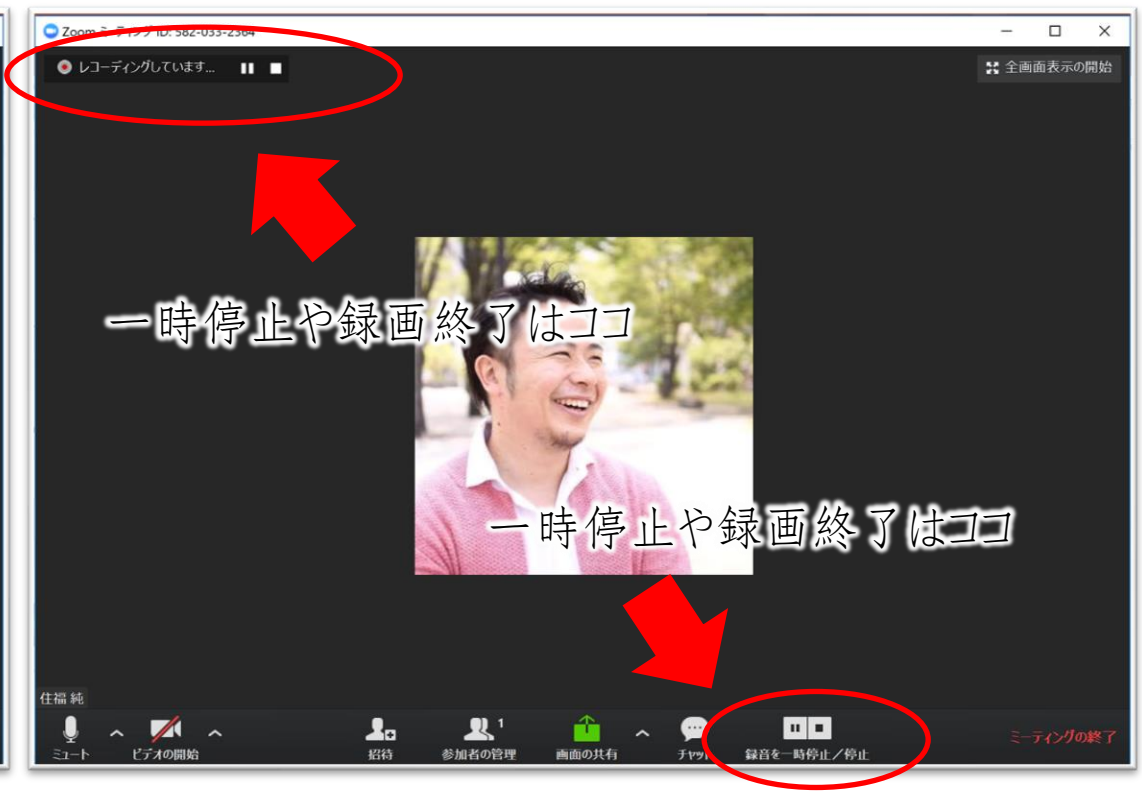 Zoom ミーティング ID: 582-033-2364
レコーディングしています...
全画面表示の開始
一時停止や録画終了はココ
一時停止や録画終了はココ
住福 純
ミュート
ビデオの開始
招待
参加者の管理
1
画面の共有
チャット
録音を一時停止／停止
ミーティングの終了